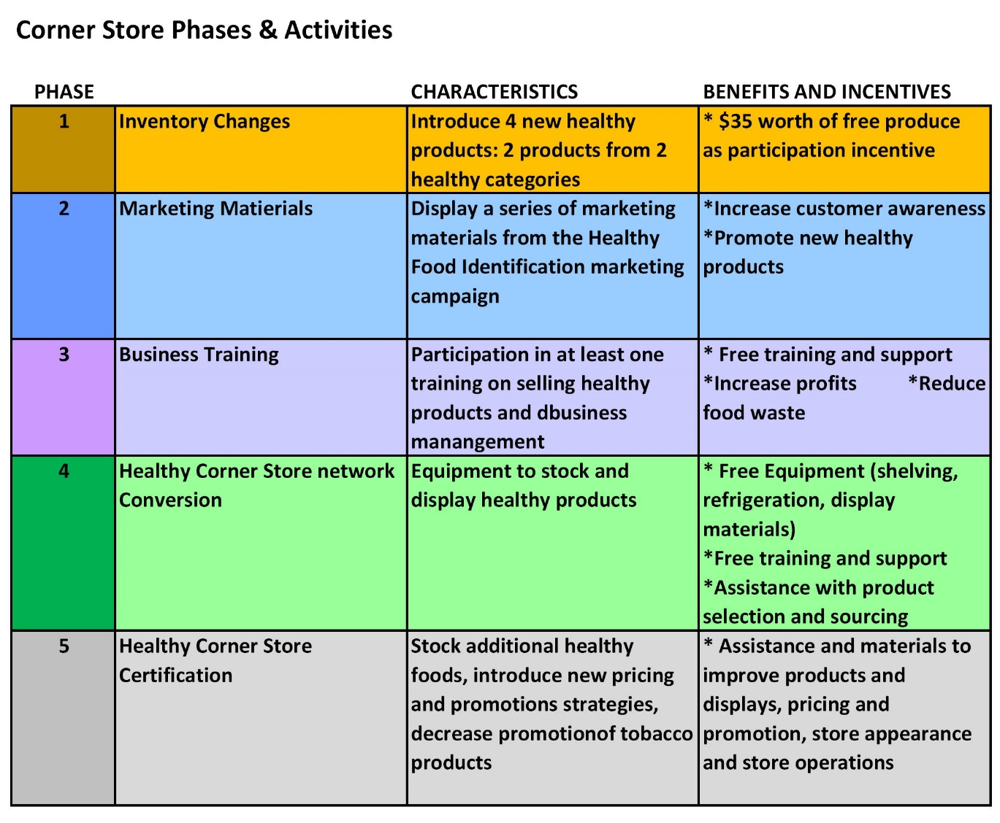 Corner Store Phases & Activities
PHASE CHARACTERISTICS BENEFITS AND INCENTIVES
1 Inventory Changes Introduce 4 new healthy * $35 worth of free produce
products: 2 products from 2 as participation incentive
healthy categories
2 Marketing Matierials Display a series of marketing *Increase customer awareness
materials from the Healthy *Promote new healthy
Food Identification marketing products
campaign
3 Business Training Participation in at least one * Free training and support
training on selling healthy *Increase profits *Reduce
products and dbusiness food waste
manangement
4 Healthy Corner Store network Equipment to stock and * Free Equipment (shelving,
Conversion display healthy products refrigeration, display
materials)
*Free training and support
*Assistance with product
selection and sourcing
5 Healthy Corner Store Stock additional healthy * Assistance and materials to
Certification foods, introduce new pricing improve products and
and promotions strategies, displays, pricing and
decrease promotionof tobacco promotion, store appearance
products and store operations